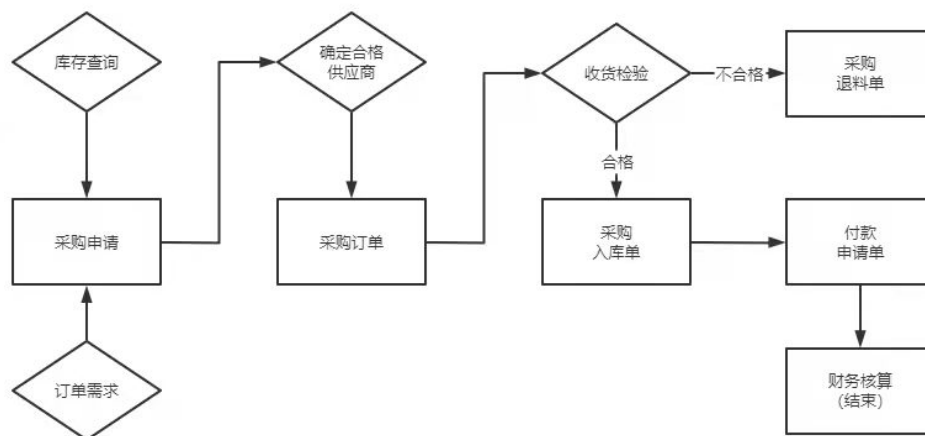 库存查询
确定合格
供应商
收货检验
不合格
采购
退料单
合格
采购申请
采购订单
采购
入库单
付款
申请单
订单需求
财务核算
(结束)